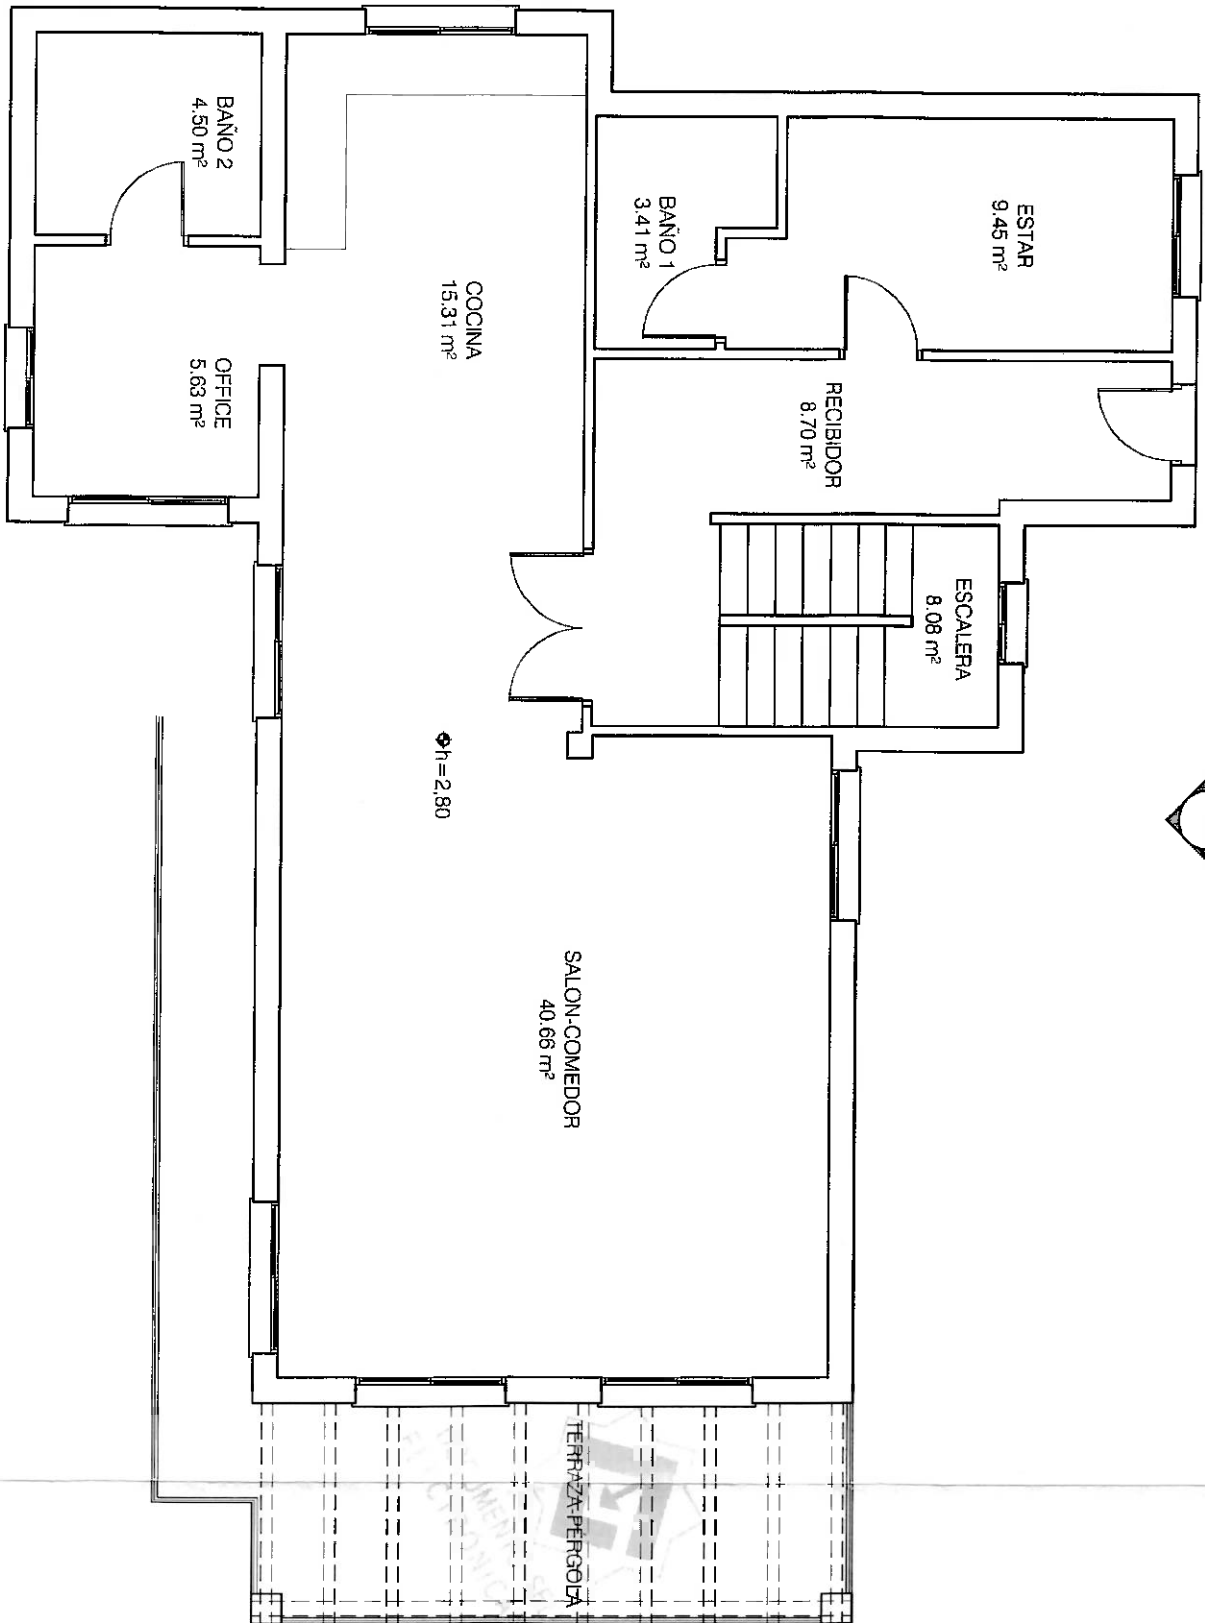 BAÑO 2
4.50 m²
OFFICE
5.63 m²
COCINA
15.31 m²
BAÑO 1
3.41 m²
ESTAR
9.45 m²
RECIBIDOR
8.70 m²
ESCALERA
8.08 m²
h=2,80
SALON-COMEDOR
40.66 m²
TERRAZA-PERGOLA